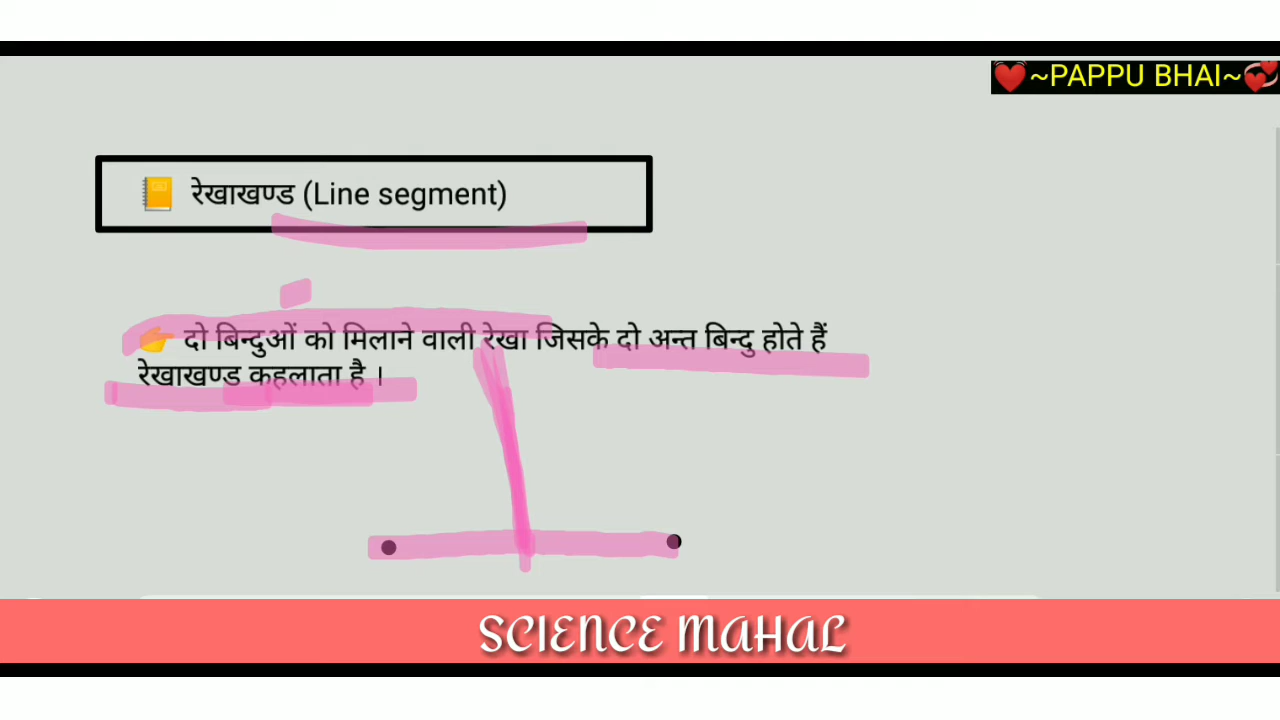 ~PAPPU BHAI~
रेखाखण्ड (Line segment)
दो बिन्दुओं को मिलाने वाली रेखा जिसके दो अन्त बिन्दु होते हैं
रेखाखण्ड कहलाता है ।
SCIENCE MAHAL